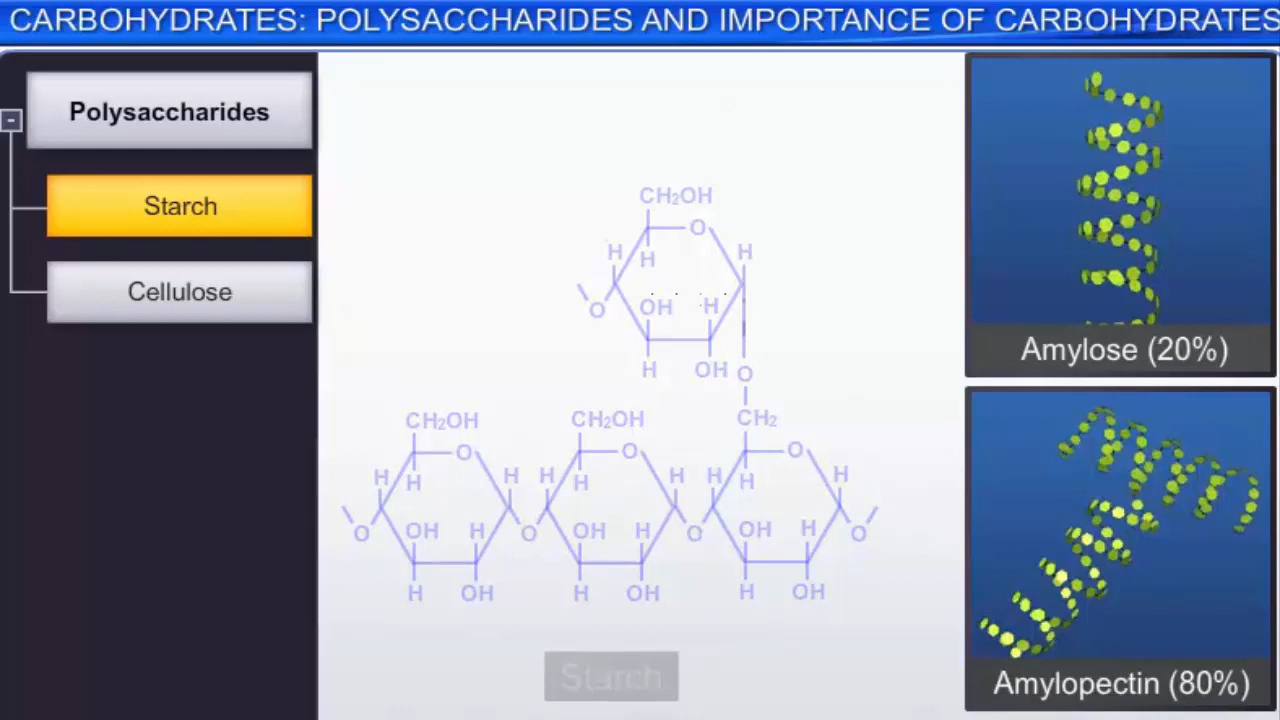 CARBOHYDRATES: POLYSACCHARIDES AND IMPORTANCE OF CARBOHYDRATES
-
Polysaccharides
Starch
Cellulose
CH₂OH
O
H H H
O OH H
H OH O
CH₂OH CH₂OH CH₂
O O O
H H H H H H H H H
OH H OH H OH H
O O O O
H OH H OH H OH
Starch
Amylose (20%)
Amylopectin (80%)